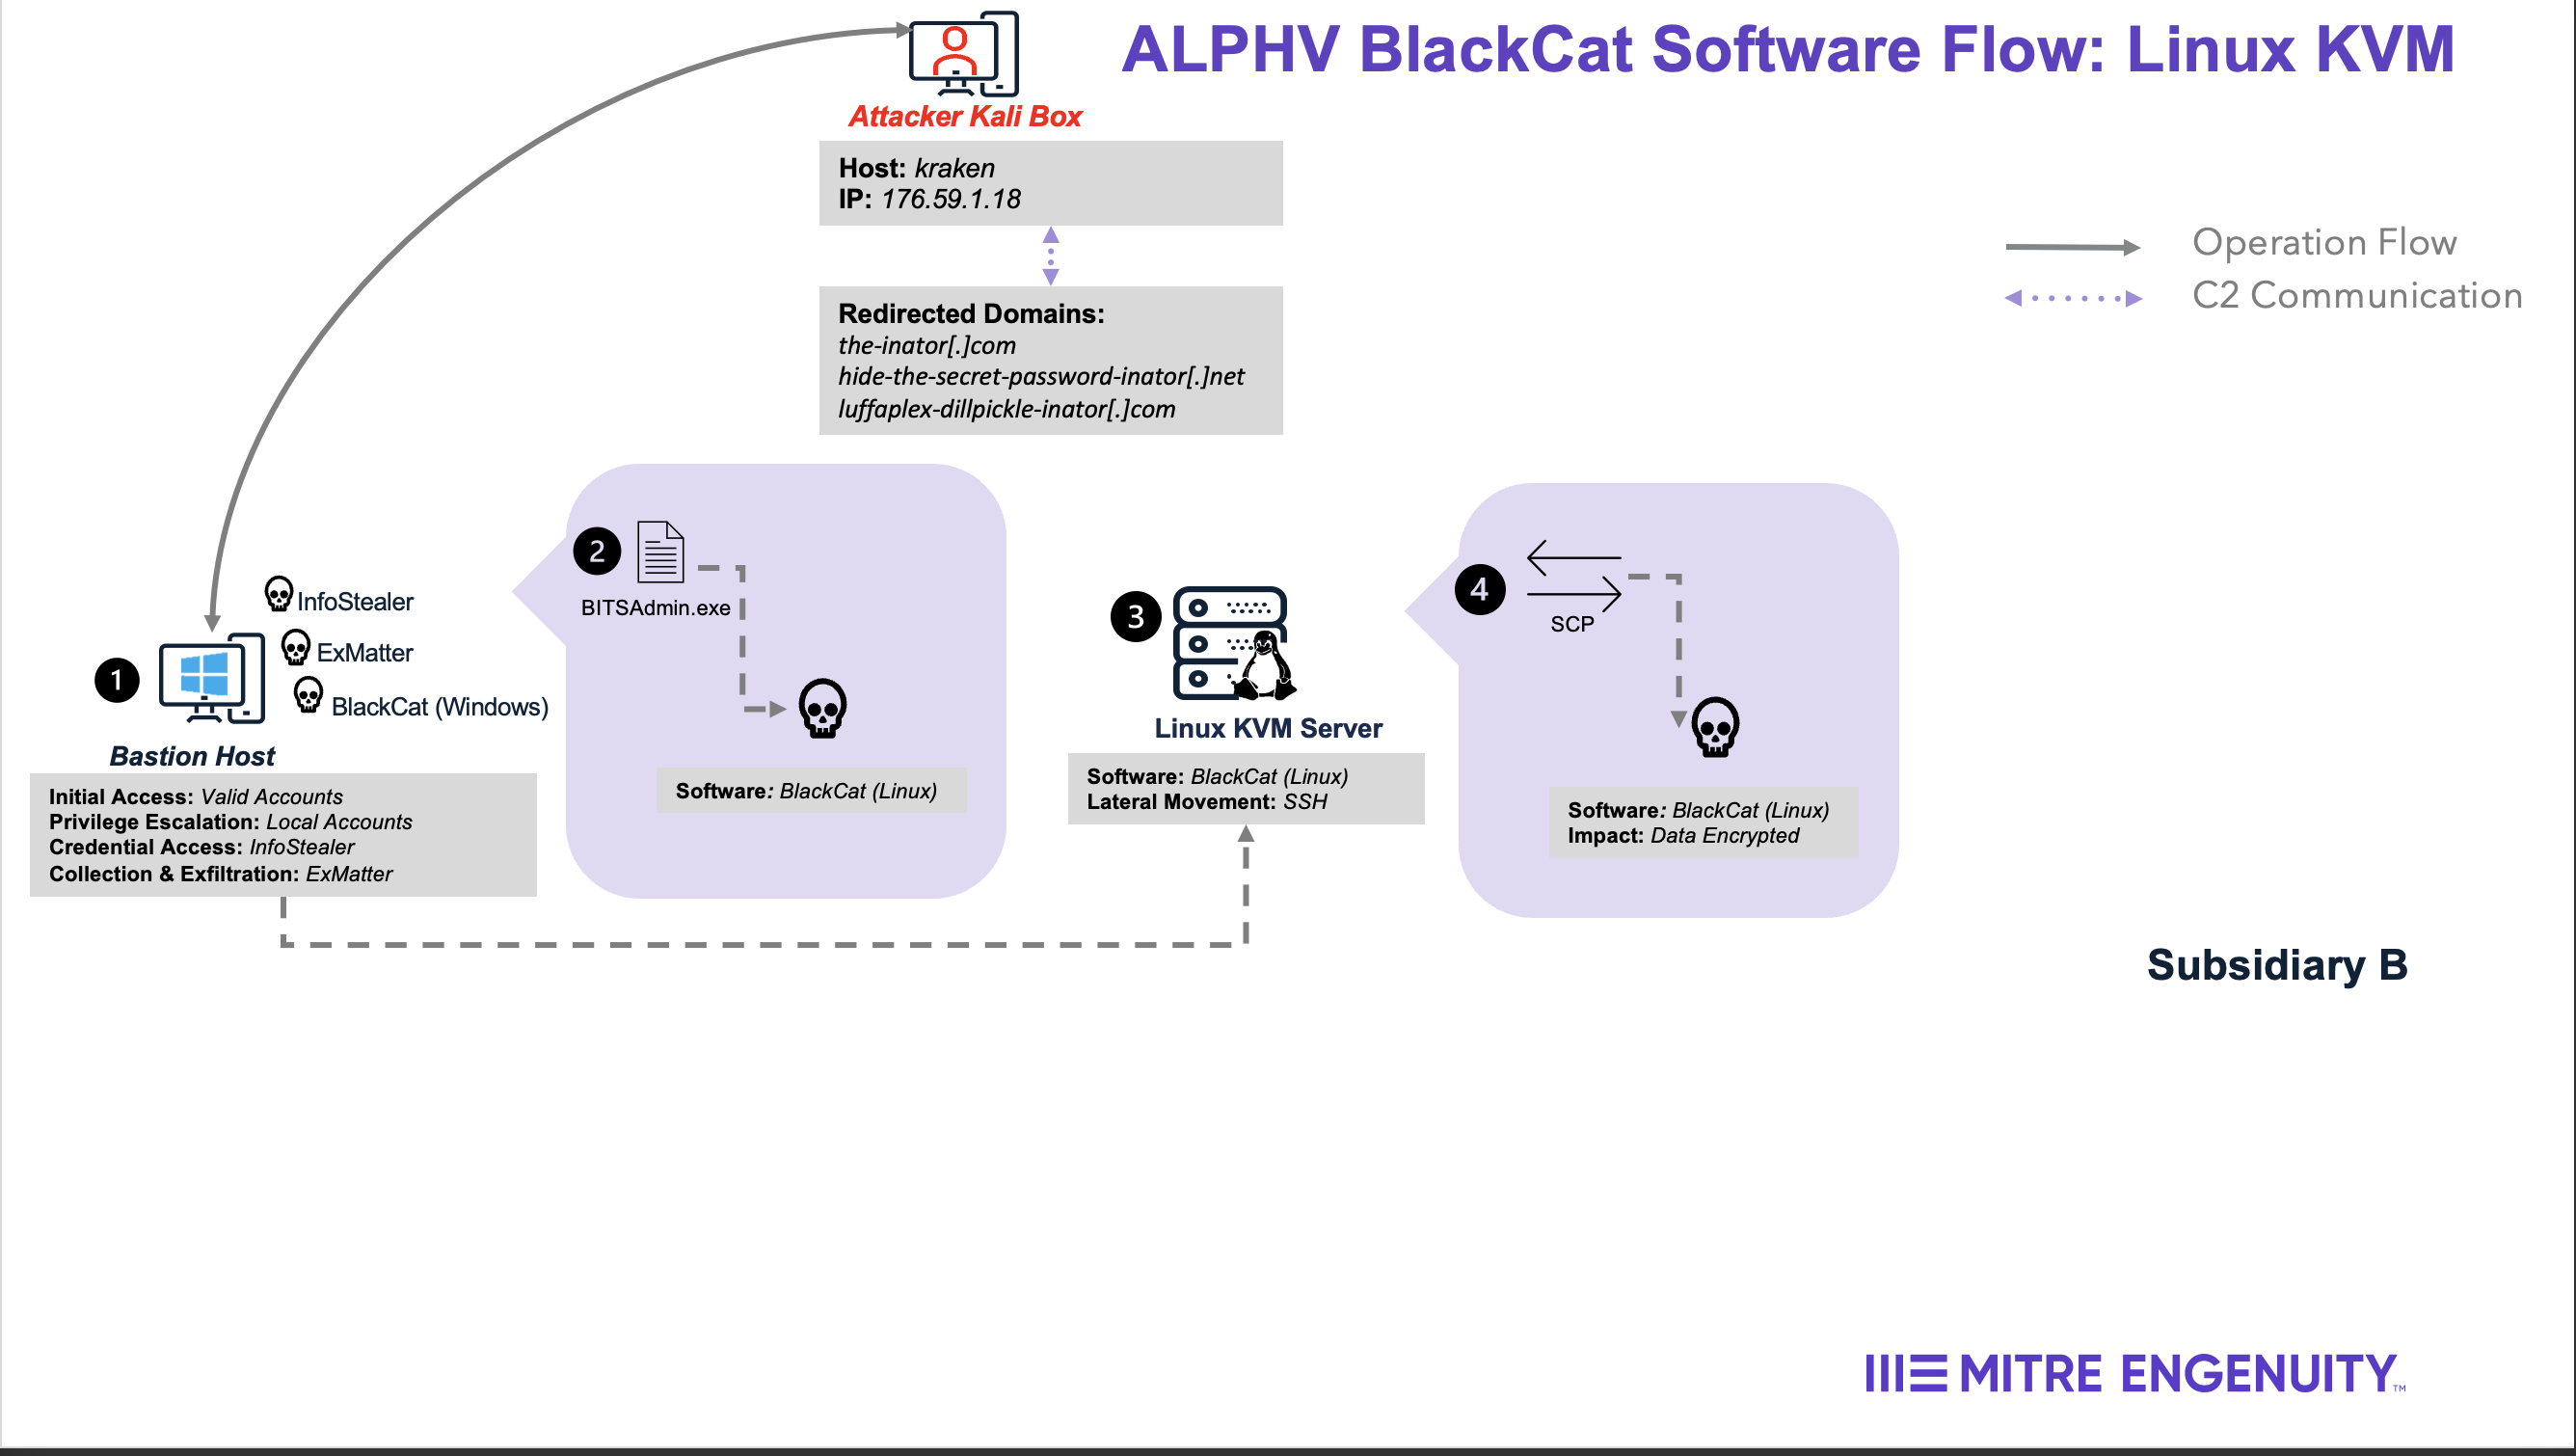 ALPHV BlackCat Software Flow: Linux KVM
Attacker Kali Box
Host: kraken
IP: 176.59.1.18
Operation Flow
C2 Communication
Redirected Domains:
the-inator[.]com
hide-the-secret-password-inator[.]net
luffaplex-dillpickle-inator[.]com
1
InfoStealer
ExMatter
BlackCat (Windows)
Bastion Host
Initial Access: Valid Accounts
Privilege Escalation: Local Accounts
Credential Access: InfoStealer
Collection & Exfiltration: ExMatter
2
BITSAdmin.exe
Software: BlackCat (Linux)
3
Linux KVM Server
Software: BlackCat (Linux)
Lateral Movement: SSH
4
SCP
Software: BlackCat (Linux)
Impact: Data Encrypted
Subsidiary B
MITRE ENGENUITY™